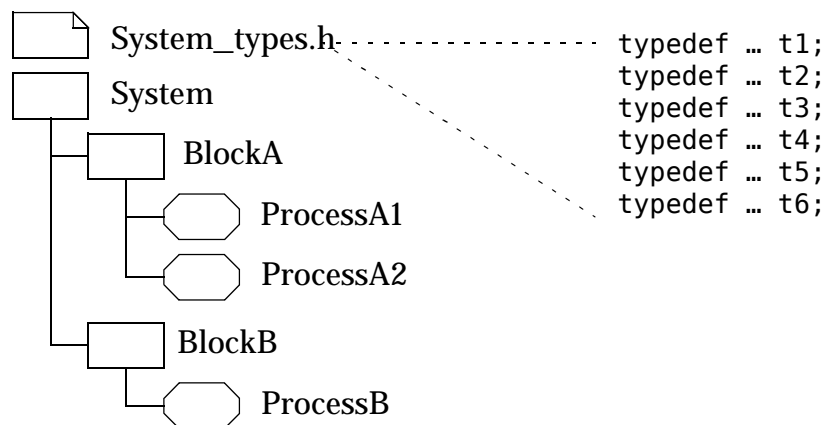 System_types.h
System
BlockA
ProcessA1
ProcessA2
BlockB
ProcessB
typedef … t1;
typedef … t2;
typedef … t3;
typedef … t4;
typedef … t5;
typedef … t6;